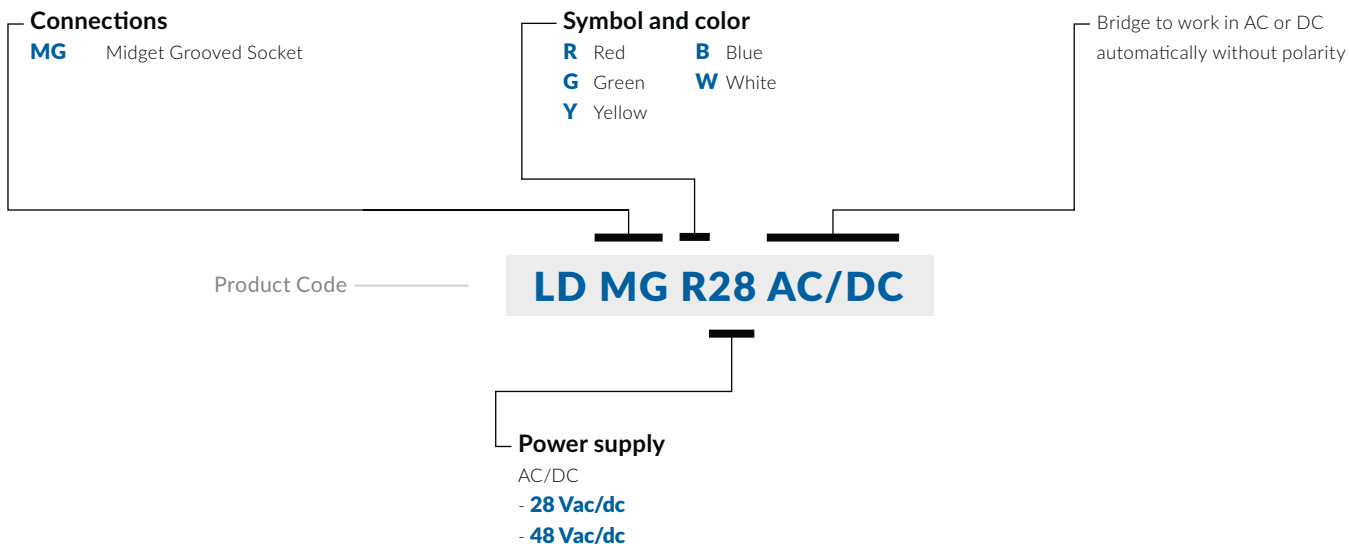 Connections
MG Midget Grooved Socket
Symbol and color
R Red B Blue
G Green W White
Y Yellow
Bridge to work in AC or DC
automatically without polarity
Product Code
LD MG R28 AC/DC
Power supply
AC/DC
- 28 Vac/dc
- 48 Vac/dc